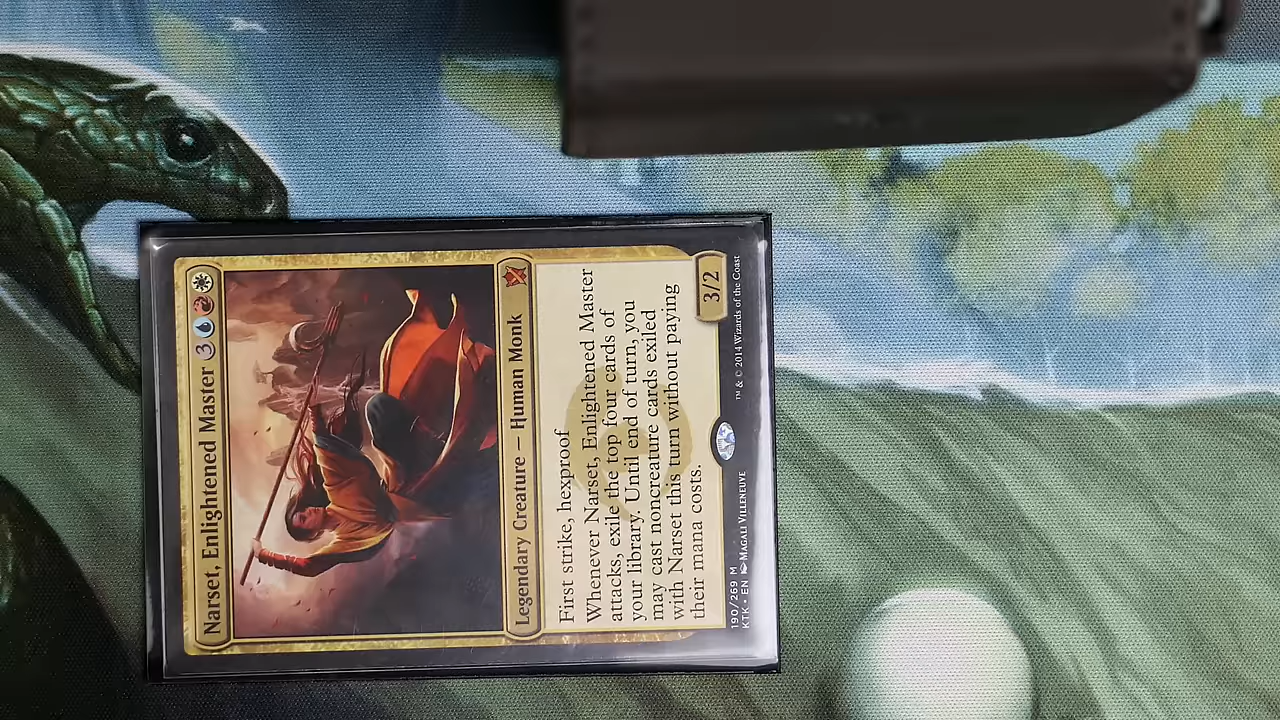 Narset, Enlightened Master 3
Legendary Creature — Human Monk
First strike, hexproof
Whenever Narset, Enlightened Master
attacks, exile the top four cards of
your library. Until end of turn, you
may cast noncreature cards exiled
with Narset this turn without paying
their mana costs.
3/2
190/269 M
KTK • EN MAGALI VILLENEUVE
™ & © 2014 Wizards of the Coast